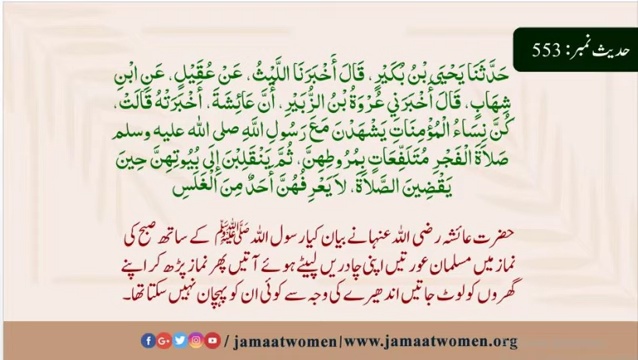 حدیث نمبر: 553
حَدَّثَنَا يَحْيَى بْنُ بُكَيْرٍ، قَالَ أَخْبَرَنَا اللَّيْثُ، عَنْ عُقَيْلٍ، عَنِ ابْنِ
شِهَابٍ، قَالَ أَخْبَرَنِي عُرْوَةُ بْنُ الزُّبَيْرِ، أَنَّ عَائِشَةَ، أَخْبَرَتْهُ قَالَتْ،
كُنَّ نِسَاءُ الْمُؤْمِنَاتِ يَشْهَدْنَ مَعَ رَسُولِ اللَّهِ صلى الله عليه وسلم
صَلاَةَ الْفَجْرِ مُتَلَفِّعَاتٍ بِمُرُوطِهِنَّ، ثُمَّ يَنْقَلِبْنَ إِلَى بُيُوتِهِنَّ حِينَ
يَقْضِينَ الصَّلاَةَ، لاَ يَعْرِفُهُنَّ أَحَدٌ مِنَ الْغَلَسِ
حضرت عائشہ رضی اللہ عنہا نے بیان کیا رسول اللہ ﷺ کے ساتھ صبح کی
نماز میں مسلمان عورتیں اپنی چادریں لپیٹے ہوئے آتیں پھر نماز پڑھ کر اپنے
گھروں کو لوٹ جاتیں اندھیرے کی وجہ سے کوئی ان کو پہچان نہیں سکتا تھا۔
/ jamaatwomen/www.jamaatwomen.org